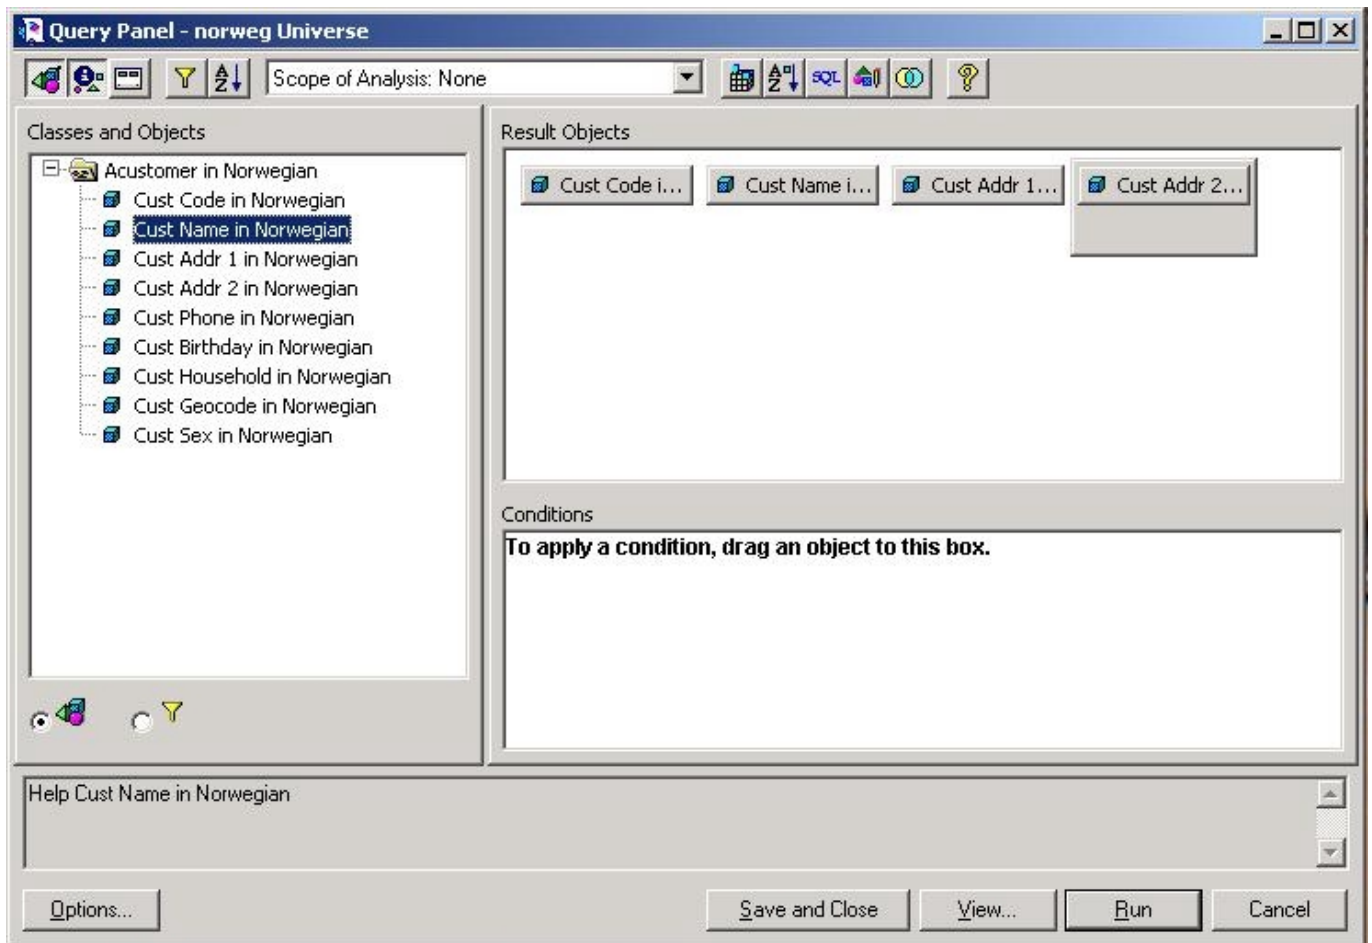 Query Panel - norweg Universe
Scope of Analysis: None
SQL
Classes and Objects
Acustomer in Norwegian
Cust Code in Norwegian
Cust Name in Norwegian
Cust Addr 1 in Norwegian
Cust Addr 2 in Norwegian
Cust Phone in Norwegian
Cust Birthday in Norwegian
Cust Household in Norwegian
Cust Geocode in Norwegian
Cust Sex in Norwegian
Result Objects
Cust Code i... Cust Name i... Cust Addr 1... Cust Addr 2...
Conditions
To apply a condition, drag an object to this box.
Help Cust Name in Norwegian
Options... Save and Close View... Run Cancel